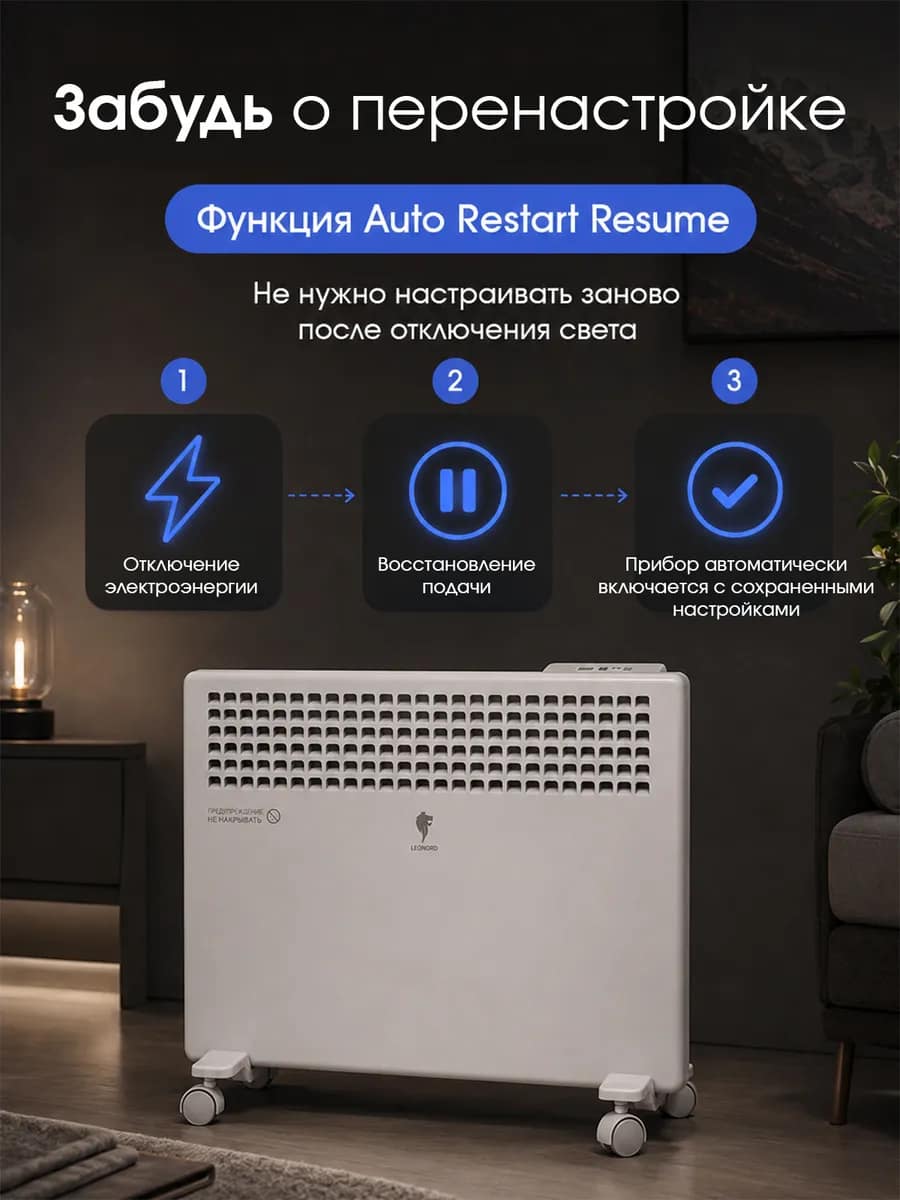 Забудь о перенастройке
Функция Auto Restart Resume
Не нужно настраивать заново
после отключения света
1
2
3
Отключение
электроэнергии
Восстановление
подачи
Прибор автоматически
включается с сохраненными
настройками
ПРЕДУПРЕЖДЕНИЕ
НЕ НАКРЫВАТЬ
LEONORD